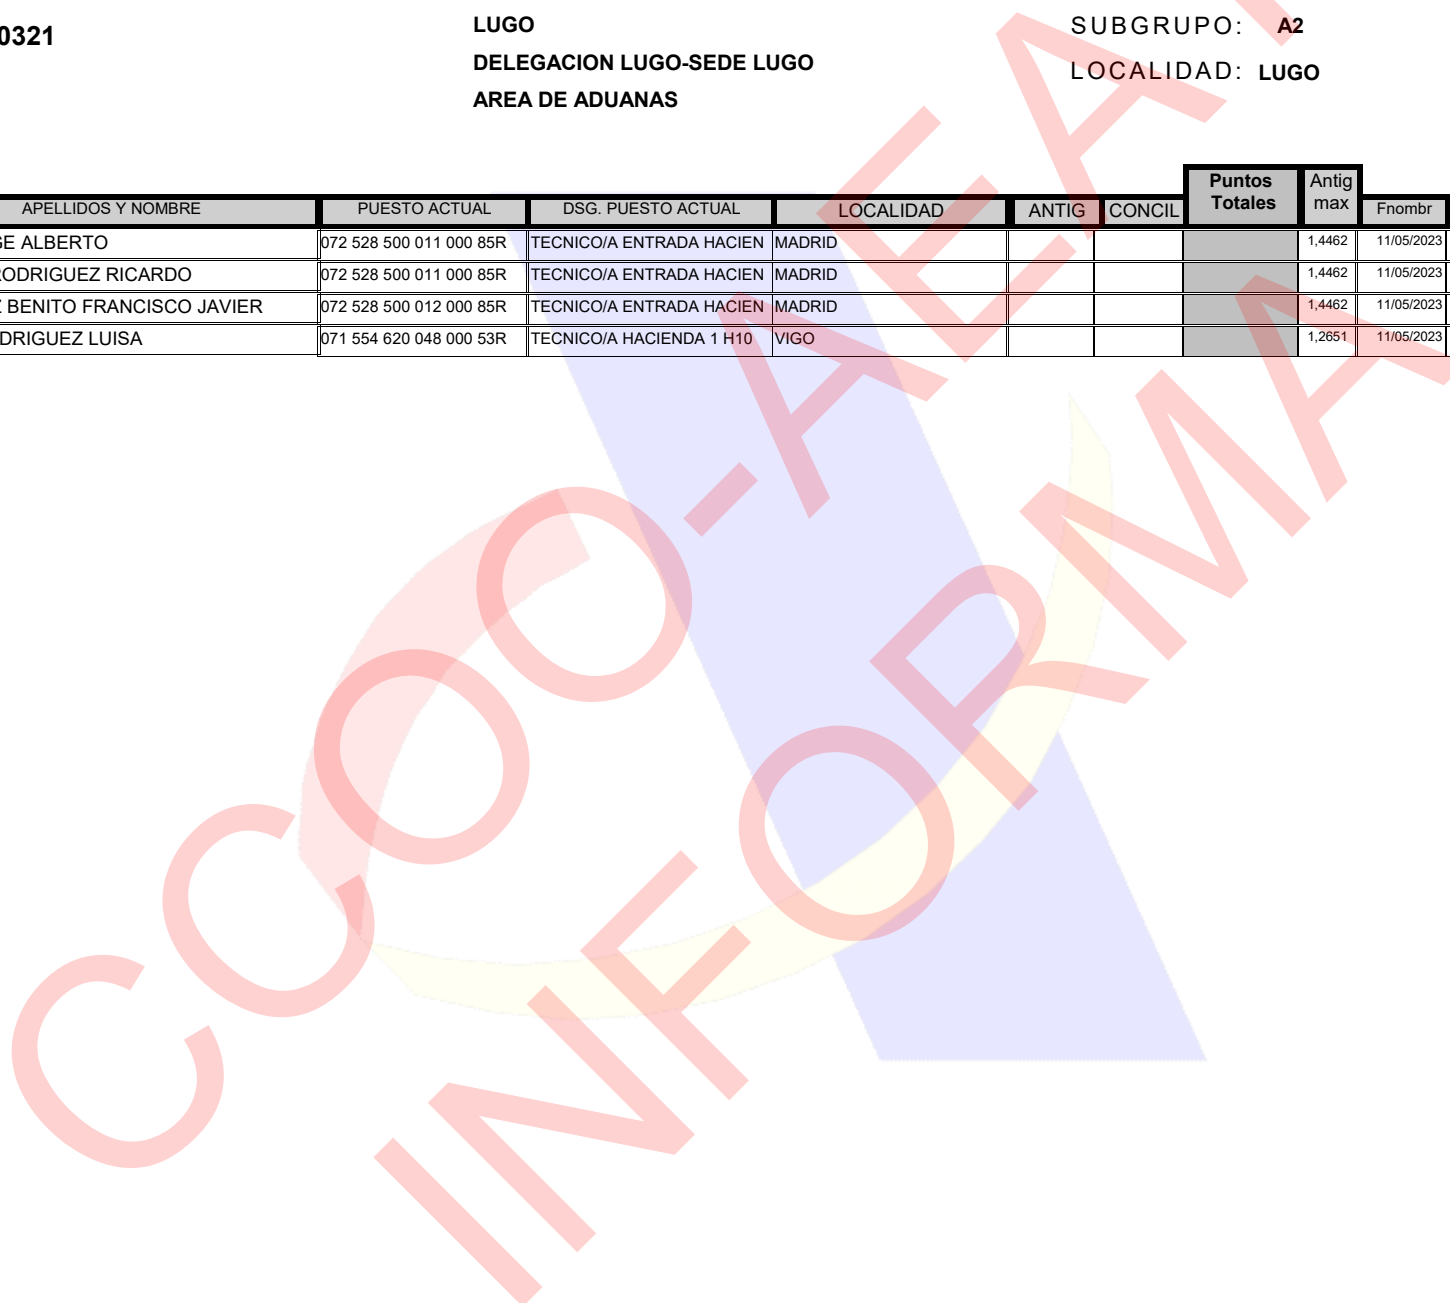 0321
LUGO
SUBGRUPO: A2
DELEGACION LUGO-SEDE LUGO
LOCALIDAD: LUGO
AREA DE ADUANAS
APELLIDOS Y NOMBRE PUESTO ACTUAL DSG. PUESTO ACTUAL LOCALIDAD ANTIG CONCIL Puntos Totales Antig max Fnombr
GE ALBERTO 072 528 500 011 000 85R TECNICO/A ENTRADA HACIEN MADRID 1,4462 11/05/2023
RODRIGUEZ RICARDO 072 528 500 011 000 85R TECNICO/A ENTRADA HACIEN MADRID 1,4462 11/05/2023
Z BENITO FRANCISCO JAVIER 072 528 500 012 000 85R TECNICO/A ENTRADA HACIEN MADRID 1,4462 11/05/2023
DRIGUEZ LUISA 071 554 620 048 000 53R TECNICO/A HACIENDA 1 H10 VIGO 1,2651 11/05/2023
CCOO-AEAT
INFORMA